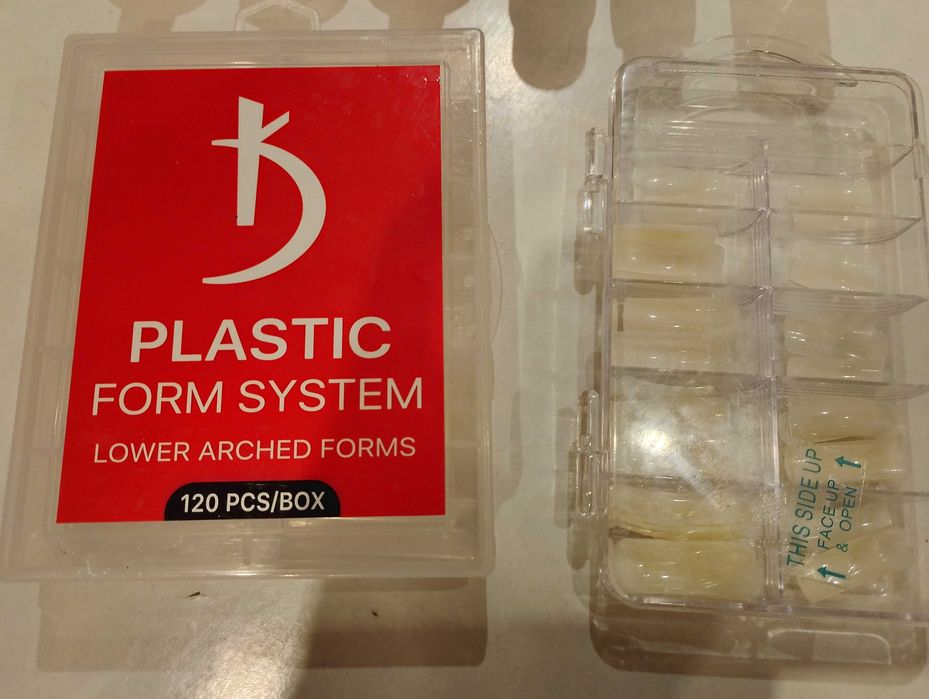 PLASTIC
FORM SYSTEM
LOWER ARCHED FORMS
120 PCS/BOX
THIS SIDE UP
FACE UP
& OPEN